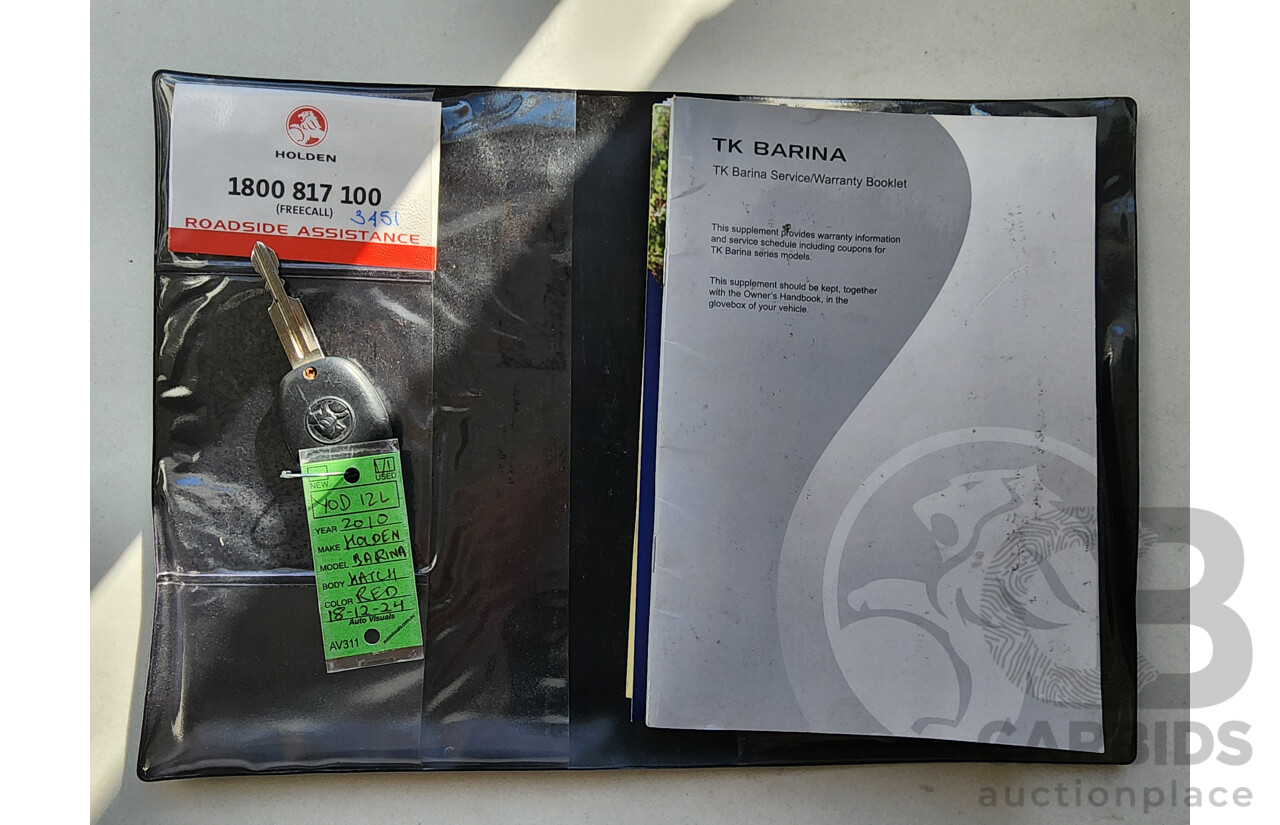 HOLDEN
1800 817 100
(FREECALL) 3451
ROADSIDE ASSISTANCE
NEW USED
YOD 12L
YEAR 2010
MAKE HOLDEN
MODEL BARINA
BODY HATCH
COLOR RED
18-12-24
Auto Visuals
AV311
TK BARINA
TK Barina Service/Warranty Booklet
This supplement provides warranty information
and service schedule including coupons for
TK Barina series models.
This supplement should be kept, together
with the Owner's Handbook, in the
glovebox of your vehicle.
CARBIDS
auctionplace